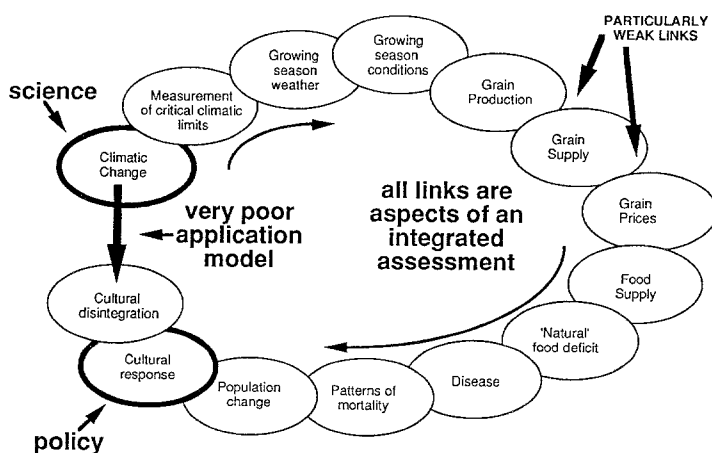 PARTICULARLY
WEAK LINKS
Growing
season
conditions
Growing
season
weather
Grain
Production
science
Measurement
of critical climatic
limits
Grain
Supply
Climatic
Change
very poor
application
model
all links are
aspects of an
integrated
assessment
Grain
Prices
Cultural
disintegration
Food
Supply
'Natural'
food deficit
Cultural
response
Population
change
Patterns of
mortality
Disease
policy